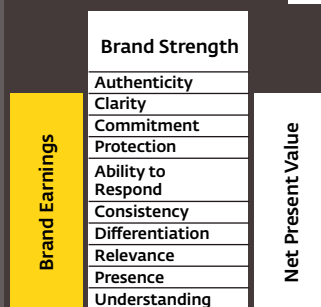 Brand Strength
Authenticity
Clarity
Commitment
Protection
Ability to
Respond
Consistency
Differentiation
Relevance
Presence
Understanding
Brand Earnings
Net Present Value